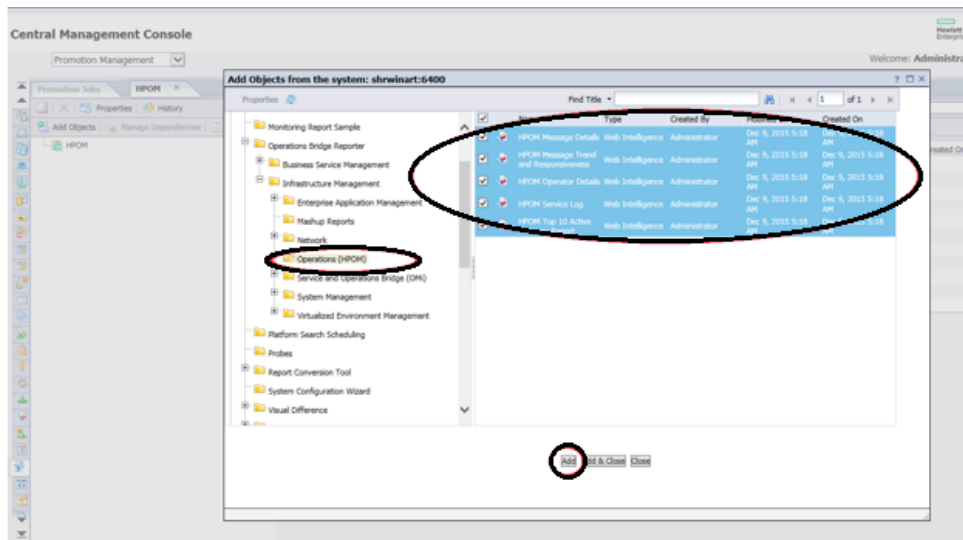 Central Management Console
Hewlett
Enterpris
Promotion Management
Welcome: Administra
Add Objects from the system: shrwinart:6400
? □ ×
Promotion Jobs
HPOM
Properties
History
Properties
Find Title
1
of 1
Add Objects
Manage Dependencies
HPOM
Type
Created By
Created On
Monitoring Report Sample
Operations Bridge Reporter
Business Service Management
Infrastructure Management
Enterprise Application Management
Mashup Reports
Network
Operations (HPOM)
Service and Operations Bridge (OMi)
System Management
Virtualized Environment Management
Platform Search Scheduling
Probes
Report Conversion Tool
System Configuration Wizard
Visual Difference
HPOM Message Details Web Intelligence Administrator Dec 9, 2015 5:18 AM Dec 9, 2015 5:18 AM
HPOM Message Trend and Responsiveness Web Intelligence Administrator Dec 9, 2015 5:18 AM Dec 9, 2015 5:18 AM
HPOM Operator Details Web Intelligence Administrator Dec 9, 2015 5:18 AM Dec 9, 2015 5:18 AM
HPOM Service Log Web Intelligence Administrator Dec 9, 2015 5:18 AM Dec 9, 2015 5:18 AM
HPOM Top 10 Active Web Intelligence Administrator Dec 9, 2015 5:18 AM Dec 9, 2015 5:18 AM
eated On
Add
dd & Close
Close